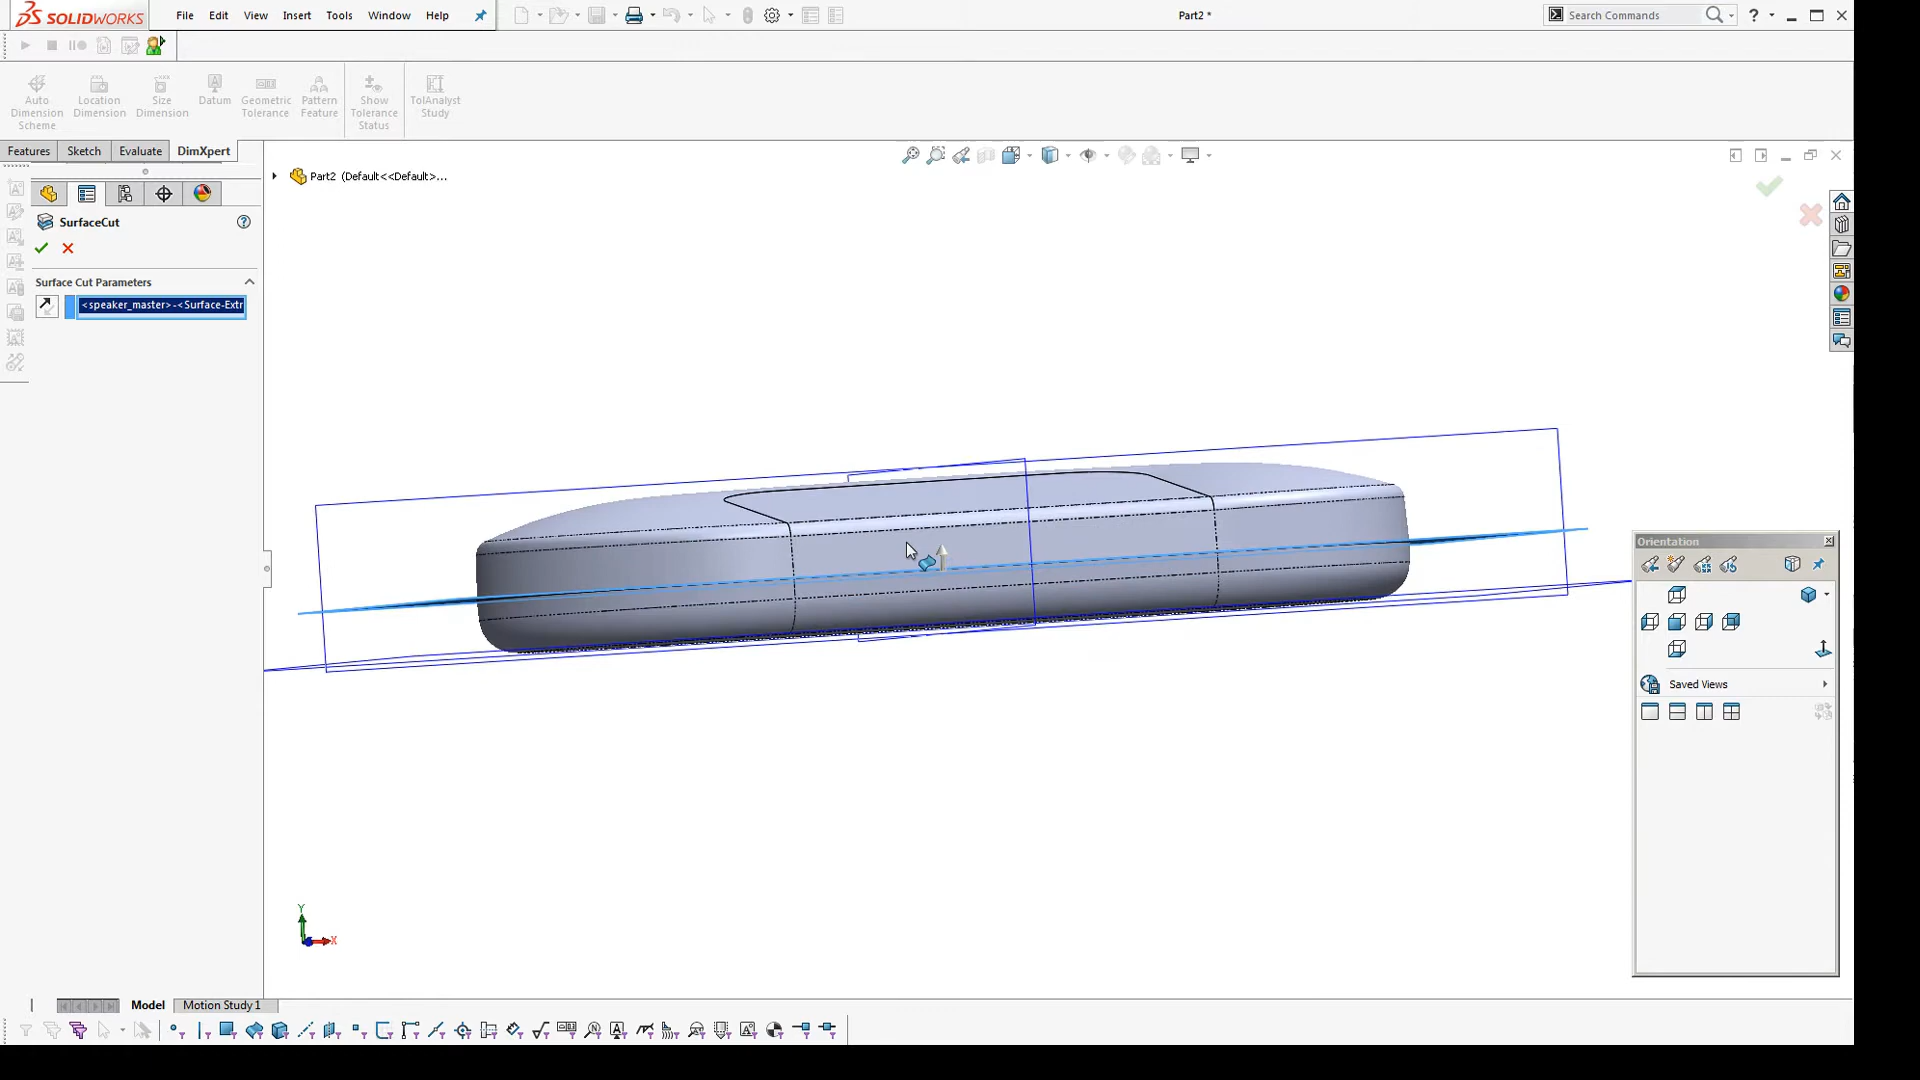 SOLIDWORKS File Edit View Insert Tools Window Help Part2 * Search Commands ?
Auto Dimension Scheme
Location Dimension
Size Dimension
Datum
Geometric Tolerance
Pattern Feature
Show Tolerance Status
TolAnalyst Study
Features Sketch Evaluate DimXpert
Part2 (Default<<Default>...
SurfaceCut
Surface Cut Parameters
<speaker_master>-<Surface-Extr
Orientation
Saved Views
Y
X
Model Motion Study 1